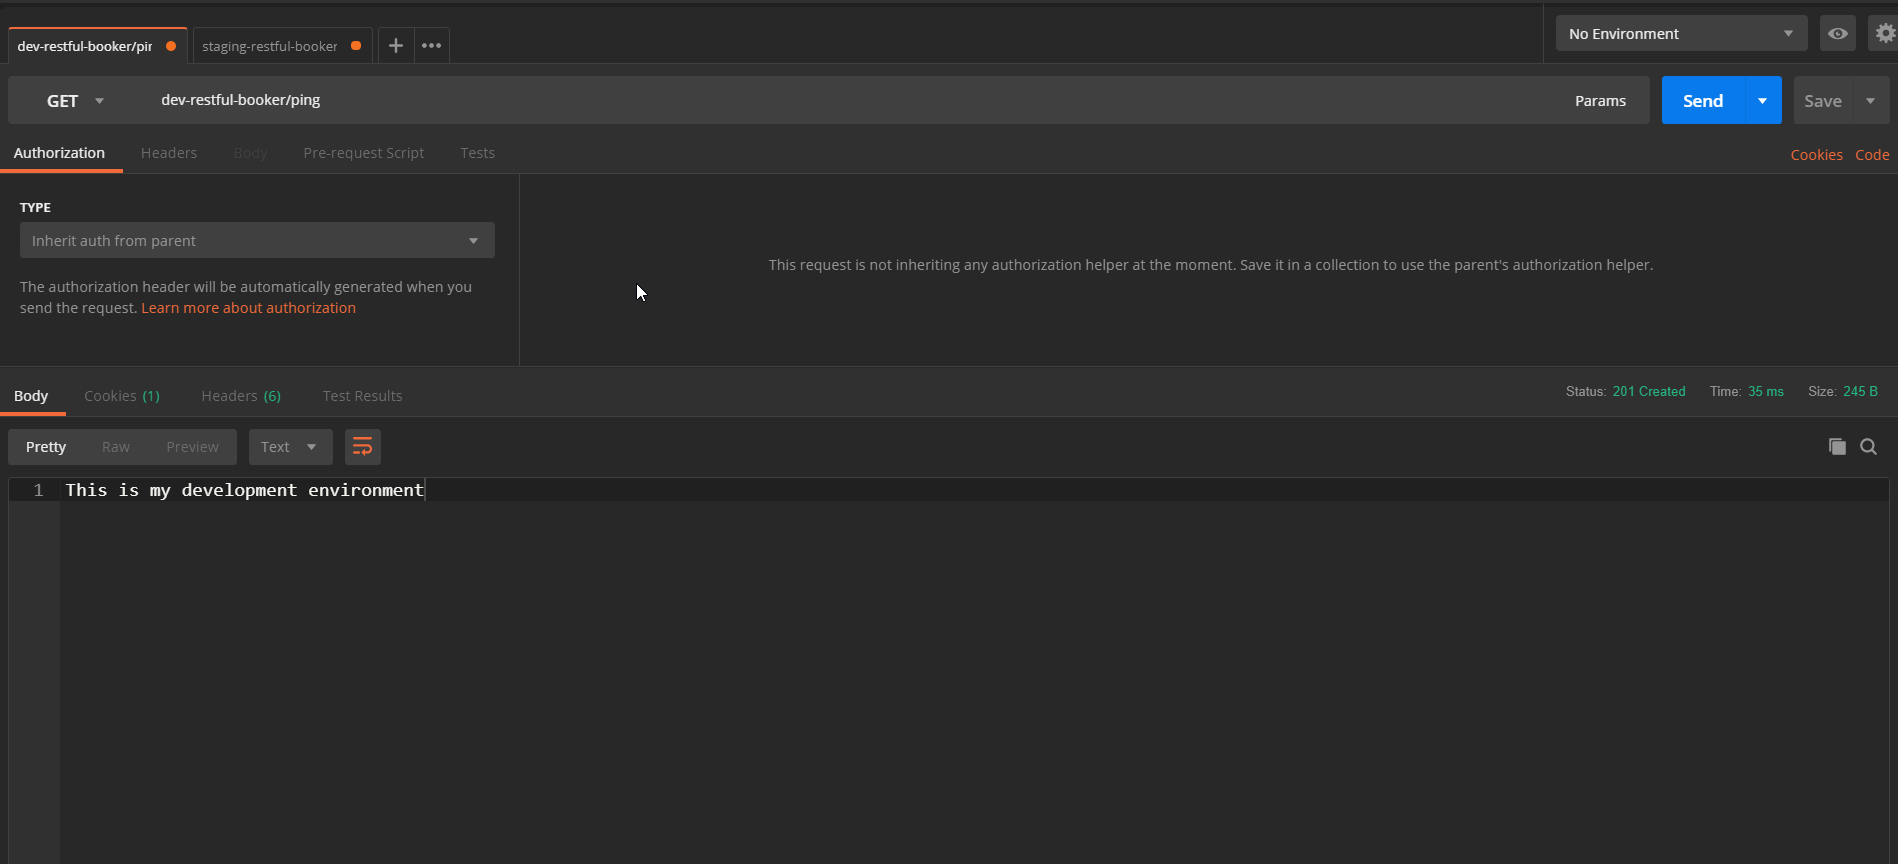 dev-restful-booker/pir
staging-restful-booker
No Environment
GET
dev-restful-booker/ping
Params
Send
Save
Authorization
Headers
Body
Pre-request Script
Tests
Cookies
Code
TYPE
Inherit auth from parent
The authorization header will be automatically generated when you
send the request. Learn more about authorization
This request is not inheriting any authorization helper at the moment. Save it in a collection to use the parent's authorization helper.
Body
Cookies (1)
Headers (6)
Test Results
Status: 201 Created
Time: 35 ms
Size: 245 B
Pretty
Raw
Preview
Text
1 This is my development environment